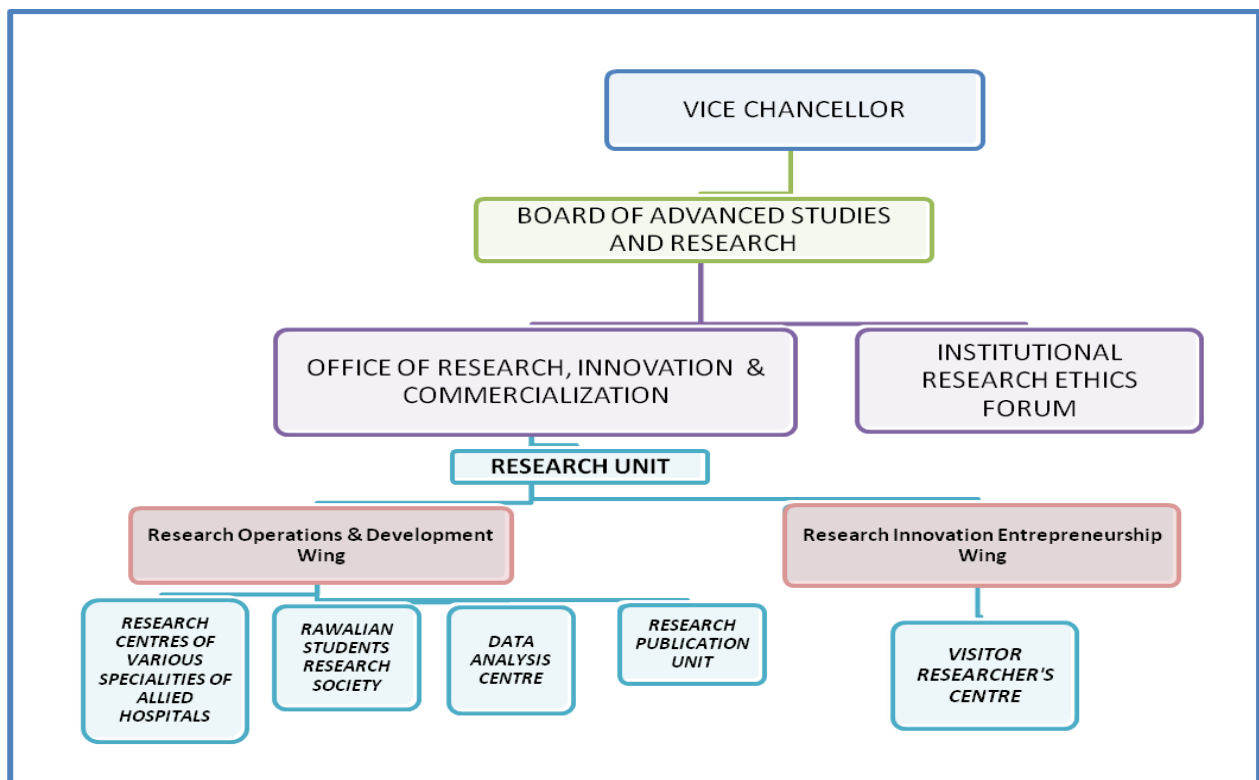 VICE CHANCELLOR
BOARD OF ADVANCED STUDIES
AND RESEARCH
OFFICE OF RESEARCH, INNOVATION &
COMMERCIALIZATION
INSTITUTIONAL
RESEARCH ETHICS
FORUM
RESEARCH UNIT
Research Operations & Development
Wing
Research Innovation Entrepreneurship
Wing
RESEARCH
CENTRES OF
VARIOUS
SPECIALITIES OF
ALLIED
HOSPITALS
RAWALIAN
STUDENTS
RESEARCH
SOCIETY
DATA
ANALYSIS
CENTRE
RESEARCH
PUBLICATION
UNIT
VISITOR
RESEARCHER'S
CENTRE